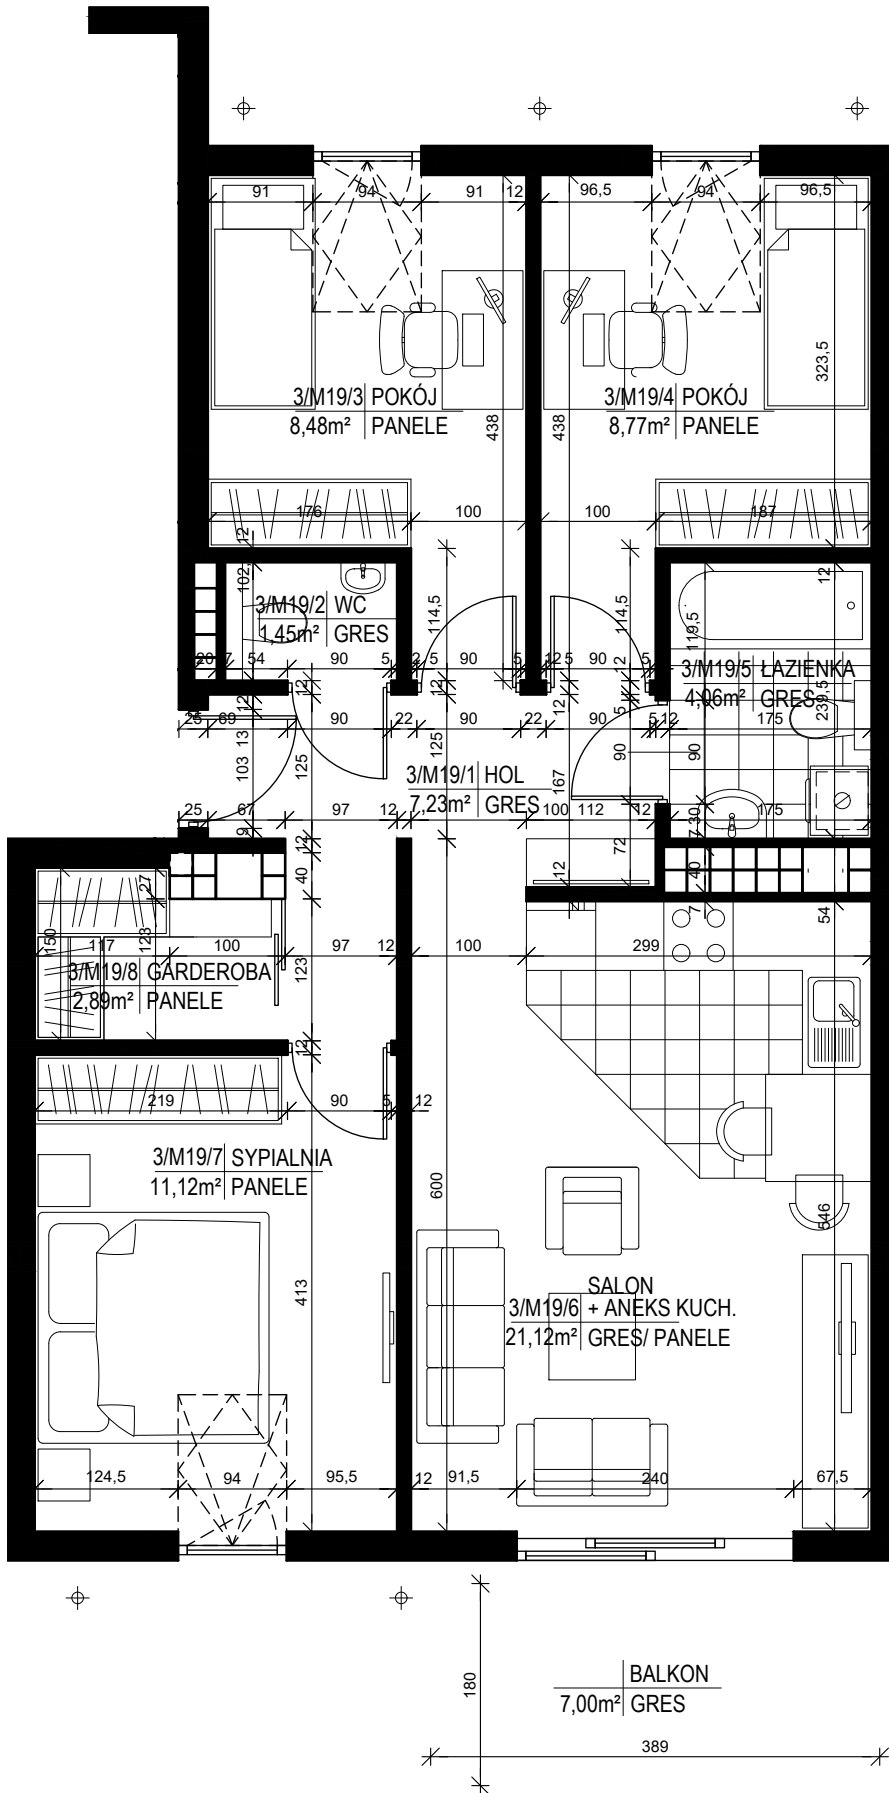 91 94 91 12 96,5 94 96,5
323,5
3/M19/3 POKÓJ
8,48m² PANELE
3/M19/4 POKÓJ
8,77m² PANELE
438 438
176 100 100 187
12 102, 12
3/M19/2 WC
1,45m² GRES
114,5 114,5 119,5
20 7 54 90 5 5 90 5 12 5 90 5
12 12 12 12
3/M19/5 ŁAZIENKA
4,06m² GRES
239,5
25 69 90 22 90 22 90 5 12 175
12 12 5
103 13 125 125 167 90 90
3/M19/1 HOL
7,23m² GRES
25 67 97 12 100 112 12 175
9 12 72 7 30
27 40 12 40 7 54
150 117 123 100 97 12 100 299
123
3/M19/8 GARDEROBA
2,89m² PANELE
12
219 90 5 12
3/M19/7 SYPIALNIA
11,12m² PANELE
600 546
413
SALON
3/M19/6 + ANEKS KUCH.
21,12m² GRES/ PANELE
124,5 94 95,5 12 91,5 240 67,5
180
BALKON
7,00m² GRES
389